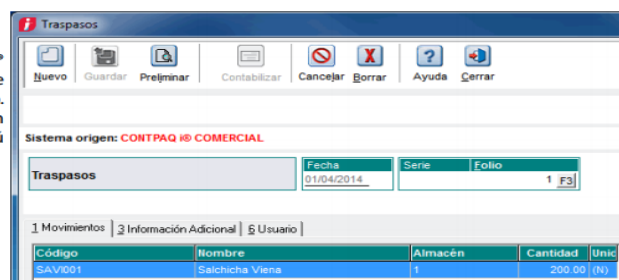 Traspasos
Nuevo Guardar Preliminar Contabilizar Cancelar Borrar Ayuda Cerrar
Sistema origen: CONTPAQ i® COMERCIAL
Traspasos
Fecha Serie Folio
01/04/2014 1 F3
1 Movimientos 3 Información Adicional 6 Usuario
Código Nombre Almacén Cantidad Unid
SAVI001 Salchicha Viena 1 200.00 (N)